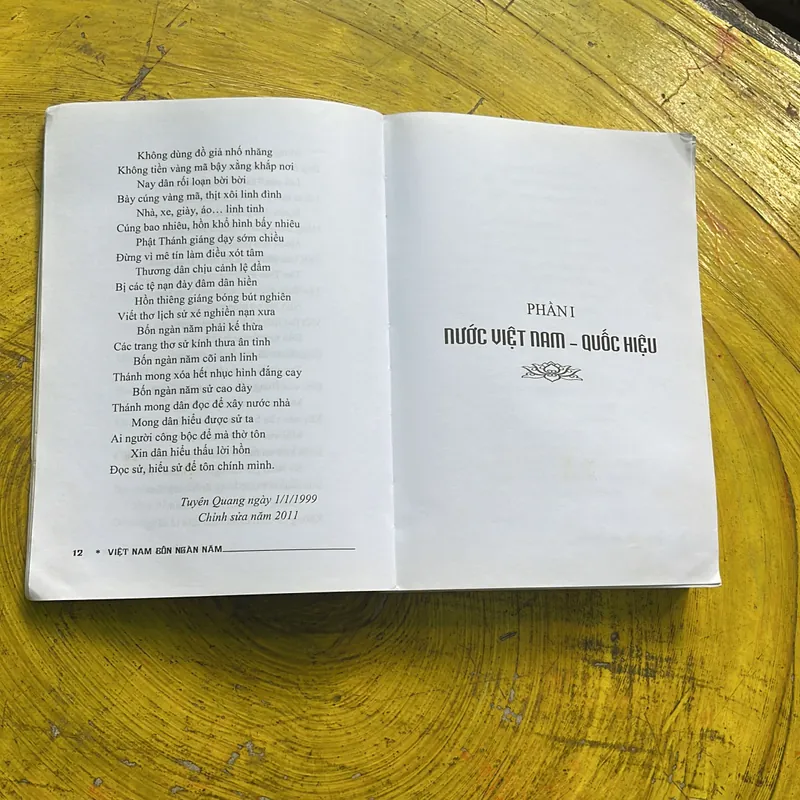 Không dùng đồ giả nhố nhăng
Không tiền vàng mã bậy xằng khắp nơi
Nay dân rối loạn bời bời
Bày cúng vàng mã, thịt xôi linh đình
Nhà, xe, giày, áo… linh tinh
Cúng bao nhiêu, hồn khổ hình bấy nhiêu
Phật Thánh giáng dạy sớm chiều
Đừng vì mê tín làm điều xót tâm
Thương dân chịu cảnh lệ đầm
Bị các tệ nạn đày đâm dân hiền
Hồn thiêng giáng bóng bút nghiên
Viết thơ lịch sử xé nghiền nạn xưa
Bốn ngàn năm phải kế thừa
Các trang thơ sử kính thưa ân tình
Bốn ngàn năm cõi anh linh
Thánh mong xóa hết nhục hình đắng cay
Bốn ngàn năm sử cao dày
Thánh mong dân đọc để xây nước nhà
Mong dân hiểu được sử ta
Ai người công bộc để mà thờ tôn
Xin dân hiểu thấu lời hồn
Đọc sử, hiểu sử để tôn chính mình.
Tuyên Quang ngày 1/1/1999
Chỉnh sửa năm 2011
12 * VIỆT NAM BỐN NGÀN NĂM
PHẦN I
NƯỚC VIỆT NAM – QUỐC HIỆU